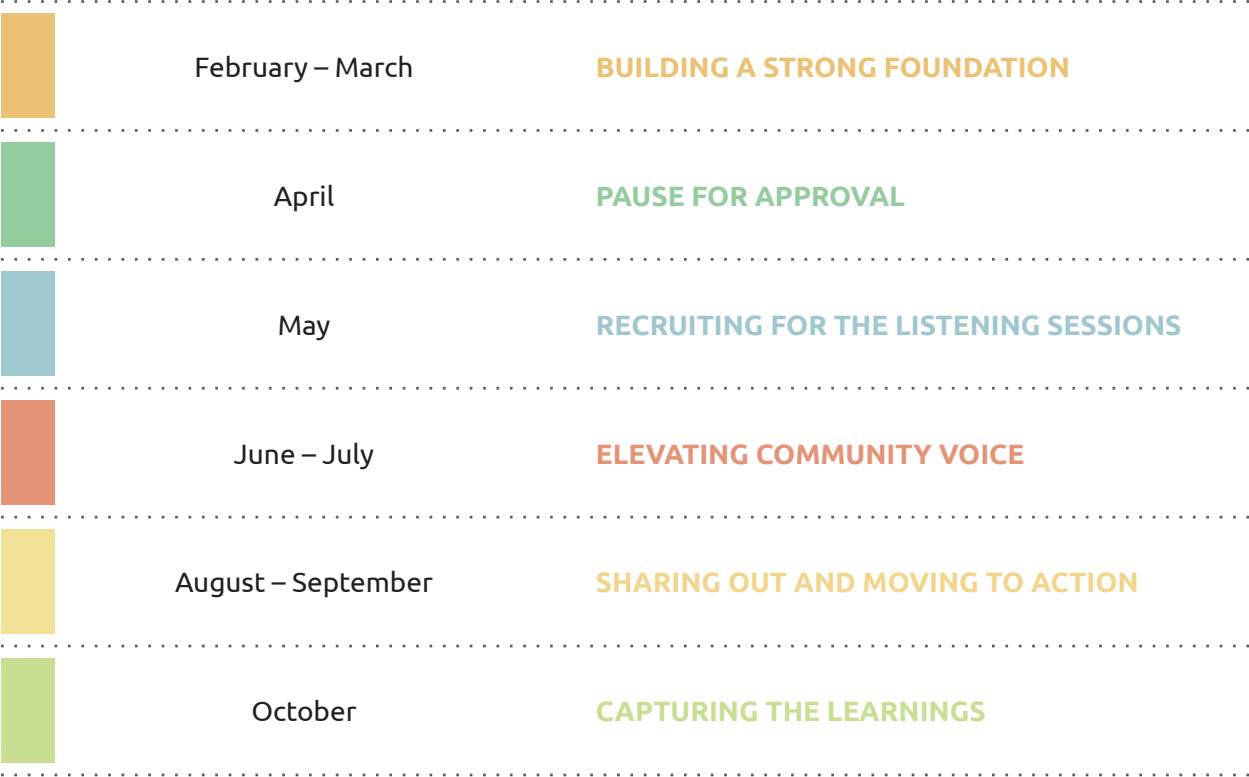 February – March
BUILDING A STRONG FOUNDATION
April
PAUSE FOR APPROVAL
May
RECRUITING FOR THE LISTENING SESSIONS
June – July
ELEVATING COMMUNITY VOICE
August – September
SHARING OUT AND MOVING TO ACTION
October
CAPTURING THE LEARNINGS